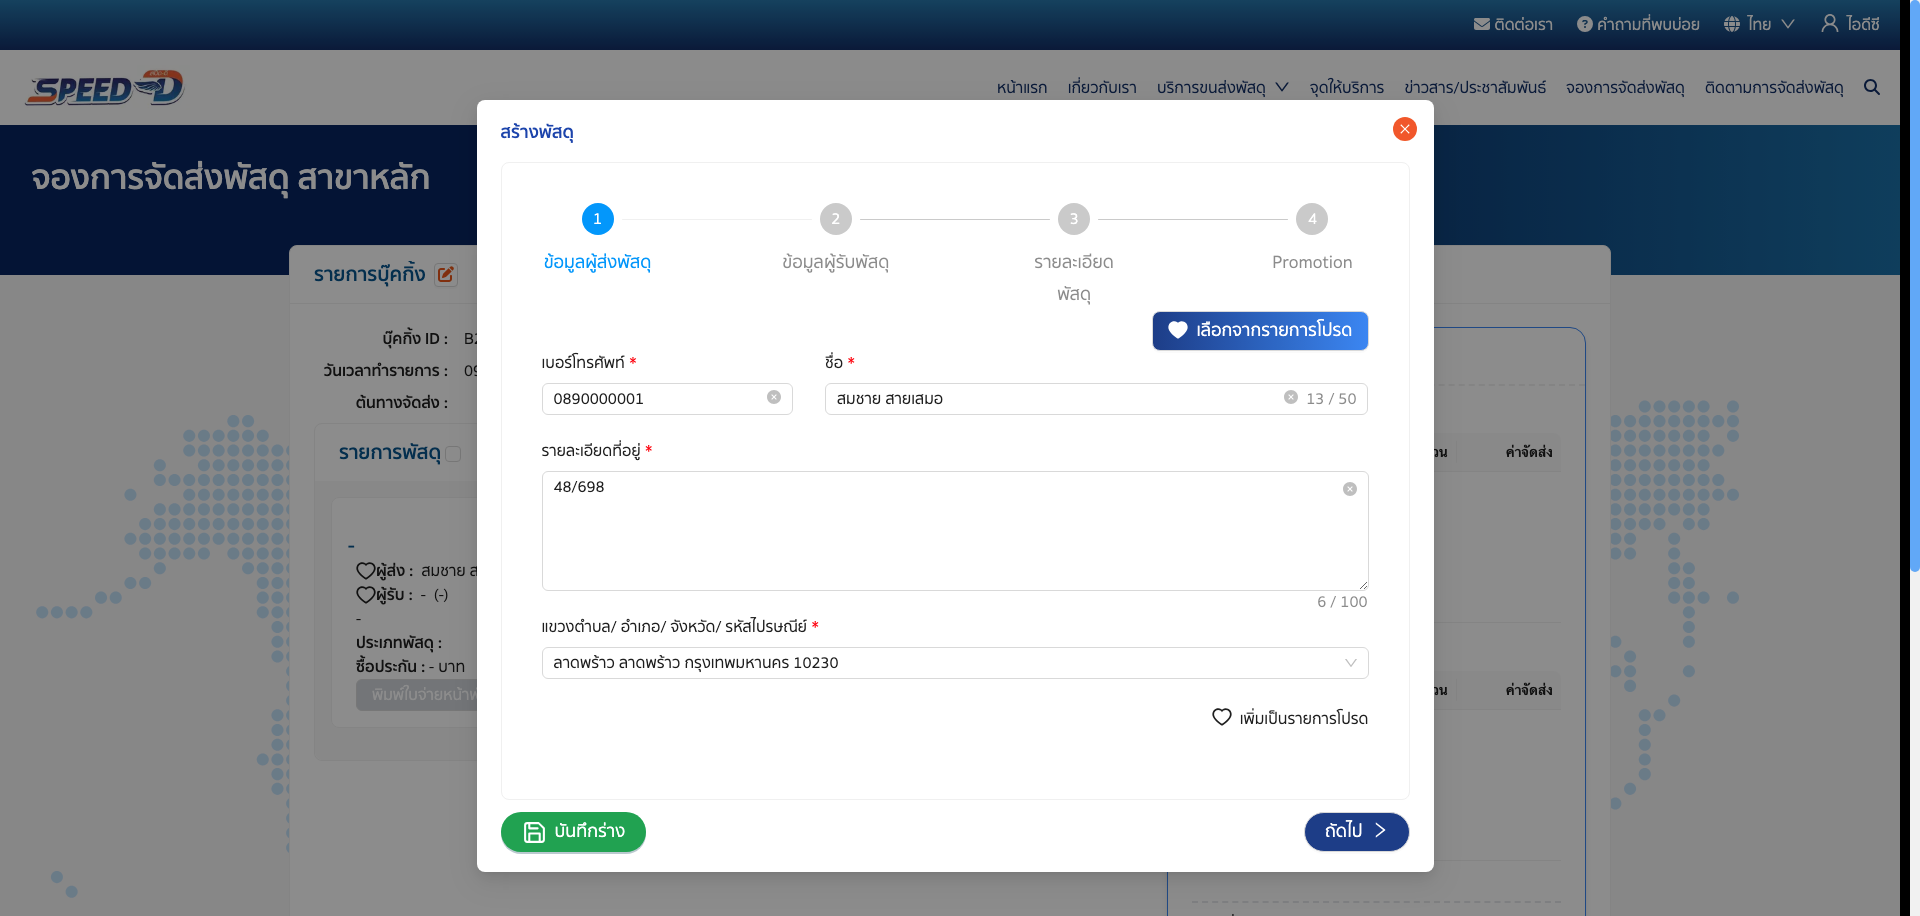 ติดต่อเรา คำถามที่พบบ่อย ไทย ไอดีซี
SPEED-D
หน้าแรก เกี่ยวกับเรา บริการขนส่งพัสดุ จุดให้บริการ ข่าวสาร/ประชาสัมพันธ์ จองการจัดส่งพัสดุ ติดตามการจัดส่งพัสดุ
จองการจัดส่งพัสดุ สาขาหลัก
รายการบุ๊คกิ้ง
บุ๊คกิ้ง ID :
วันเวลาทำรายการ : 09
ต้นทางจัดส่ง :
รายการพัสดุ
-
ผู้ส่ง : สมชาย ส
ผู้รับ : - (-)
-
ประเภทพัสดุ :
ซื้อประกัน : - บาท
พิมพ์ใบจ่ายหน้าพ
สร้างพัสดุ
1 2 3 4
ข้อมูลผู้ส่งพัสดุ ข้อมูลผู้รับพัสดุ รายละเอียด Promotion
พัสดุ
เลือกจากรายการโปรด
เบอร์โทรศัพท์ * ชื่อ *
0890000001 สมชาย สายเสมอ 13 / 50
รายละเอียดที่อยู่ *
48/698
6 / 100
แขวงตำบล/ อำเภอ/ จังหวัด/ รหัสไปรษณีย์ *
ลาดพร้าว ลาดพร้าว กรุงเทพมหานคร 10230
เพิ่มเป็นรายการโปรด
บันทึกร่าง ถัดไป
วน ค่าจัดส่ง
วน ค่าจัดส่ง